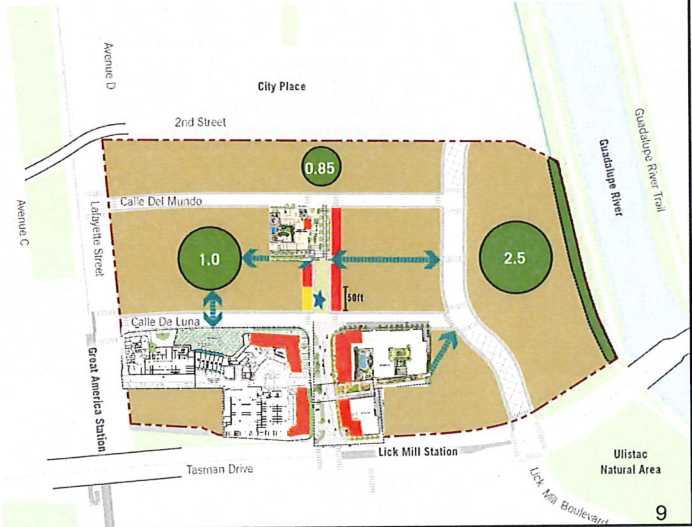 Avenue D
City Place
2nd Street
Guadalupe River Trail
Guadalupe River
0.85
Calle Del Mundo
Avenue C
Lafayette Street
1.0
2.5
50ft
Calle De Luna
Great America Station
Lick Mill Station
Tasman Drive
Ulistac
Natural Area
Lick Mill Boulevard
9